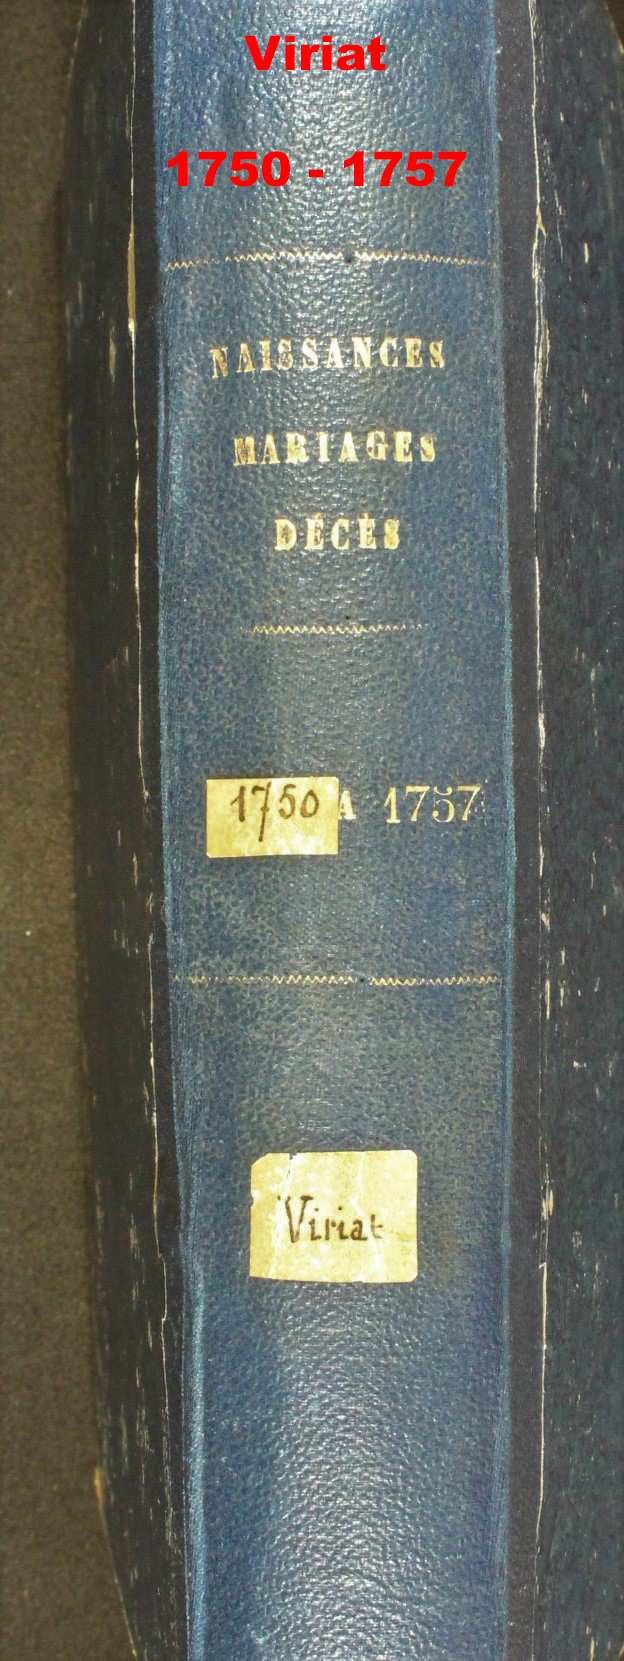 Viriat
1750 - 1757
NAISSANCES
MARIAGES
DÉCÈS
1750 A 1757
Viriat